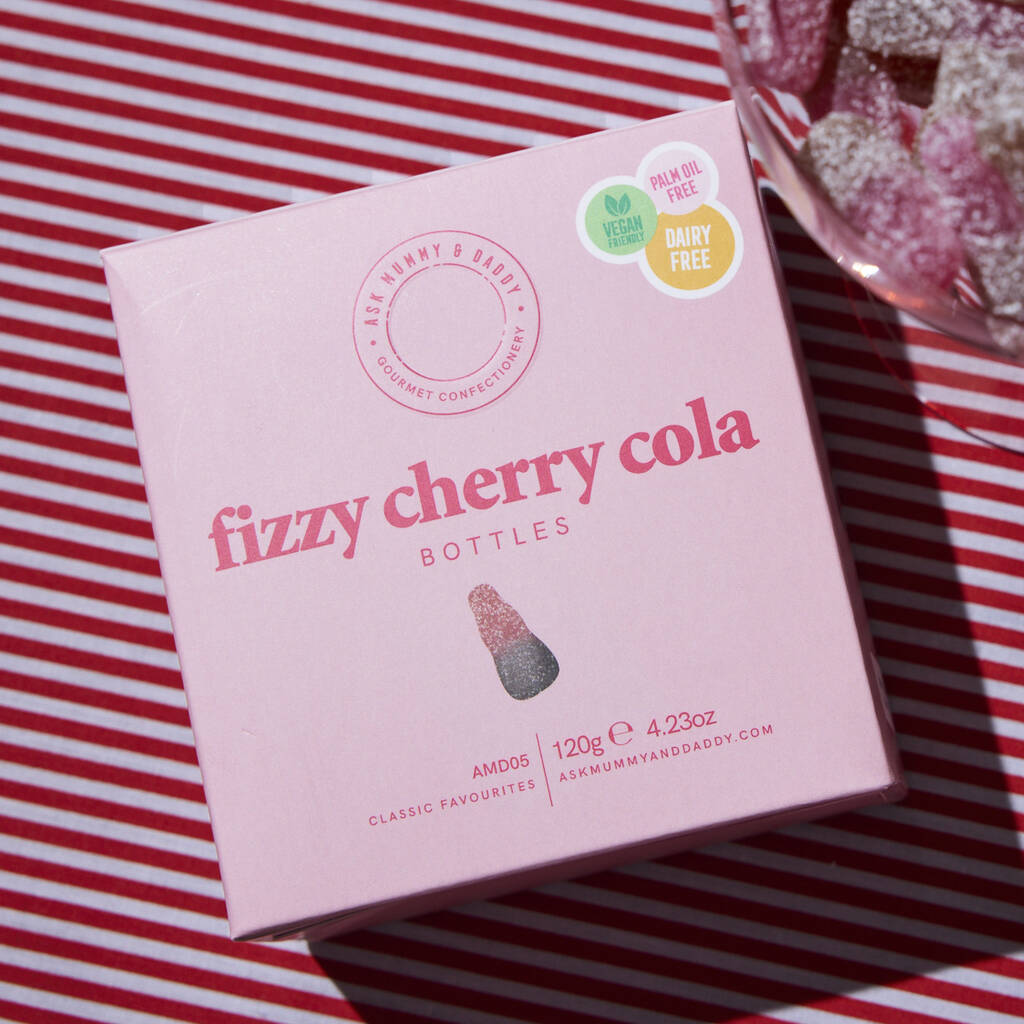 ASK MUMMY & DADDY
GOURMET CONFECTIONERY
PALM OIL
FREE
VEGAN
FRIENDLY
DAIRY
FREE
fizzy cherry cola
BOTTLES
AMD05
CLASSIC FAVOURITES
120g ℮ 4.23oz
ASKMUMMYANDDADDY.COM